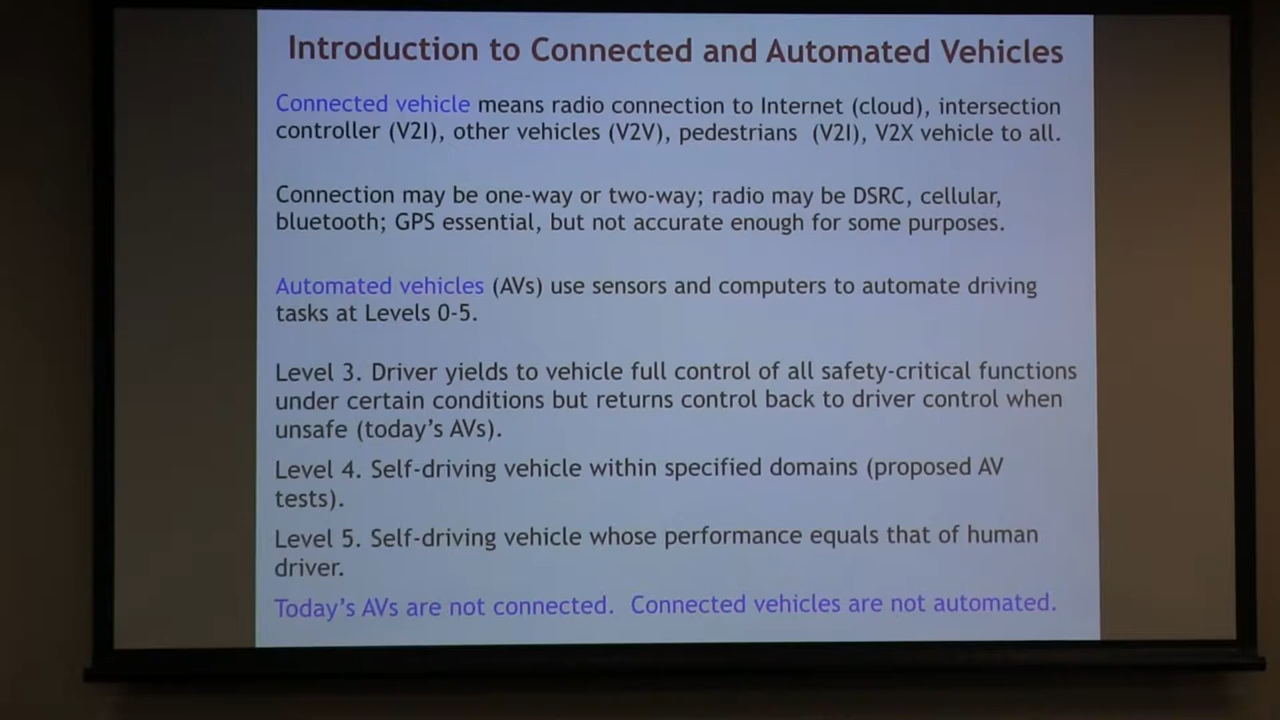 Introduction to Connected and Automated Vehicles
Connected vehicle means radio connection to Internet (cloud), intersection
controller (V2I), other vehicles (V2V), pedestrians (V2I), V2X vehicle to all.
Connection may be one-way or two-way; radio may be DSRC, cellular,
bluetooth; GPS essential, but not accurate enough for some purposes.
Automated vehicles (AVs) use sensors and computers to automate driving
tasks at Levels 0-5.
Level 3. Driver yields to vehicle full control of all safety-critical functions
under certain conditions but returns control back to driver control when
unsafe (today's AVs).
Level 4. Self-driving vehicle within specified domains (proposed AV
tests).
Level 5. Self-driving vehicle whose performance equals that of human
driver.
Today's AVs are not connected. Connected vehicles are not automated.